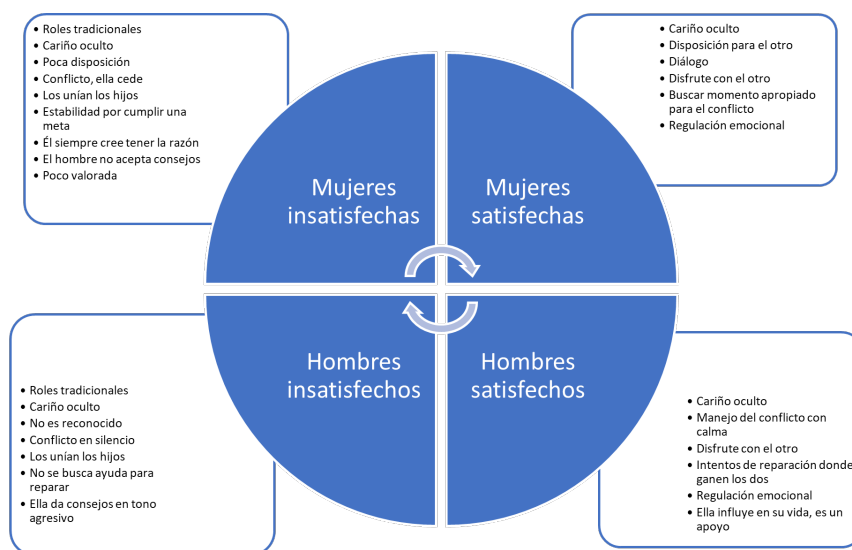 • Roles tradicionales
• Cariño oculto
• Poca disposición
• Conflicto, ella cede
• Los unían los hijos
• Estabilidad por cumplir una
meta
• Él siempre cree tener la razón
• El hombre no acepta consejos
• Poco valorada
• Cariño oculto
• Disposición para el otro
• Diálogo
• Disfrute con el otro
• Buscar momento apropiado
para el conflicto
• Regulación emocional
Mujeres
insatisfechas
Mujeres
satisfechas
Hombres
insatisfechos
Hombres
satisfechos
• Roles tradicionales
• Cariño oculto
• No es reconocido
• Conflicto en silencio
• Los unían los hijos
• No se busca ayuda para
reparar
• Ella da consejos en tono
agresivo
• Cariño oculto
• Manejo del conflicto con
calma
• Disfrute con el otro
• Intentos de reparación donde
ganen los dos
• Regulación emocional
• Ella influye en su vida, es un
apoyo